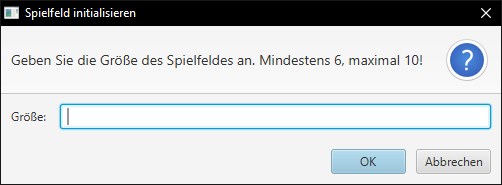 Spielfeld initialisieren
Geben Sie die Größe des Spielfeldes an. Mindestens 6, maximal 10!
?
Größe:
OK
Abbrechen